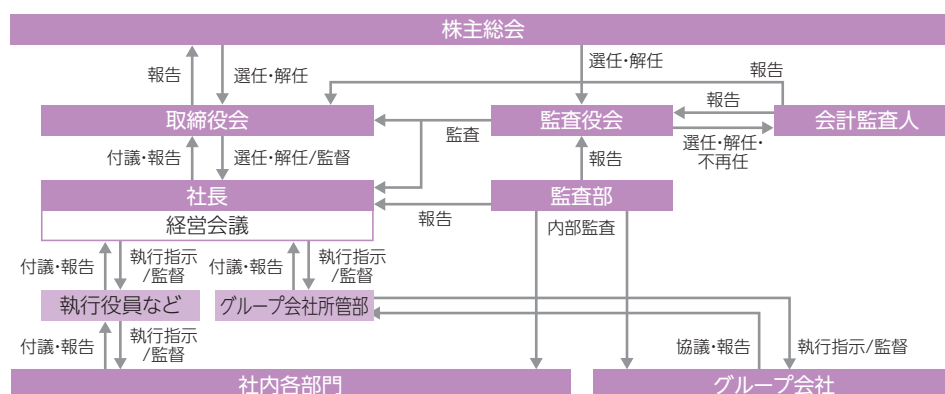 株主総会
報告
選任・解任
選任・解任
報告
取締役会
監査役会
報告
会計監査人
監査
選任・解任・
不再任
付議・報告
選任・解任/監督
報告
社長
監査部
経営会議
報告
内部監査
付議・報告
執行指示
/監督
付議・報告
執行指示
/監督
執行役員など
グループ会社所管部
付議・報告
執行指示
/監督
協議・報告
執行指示/監督
社内各部門
グループ会社